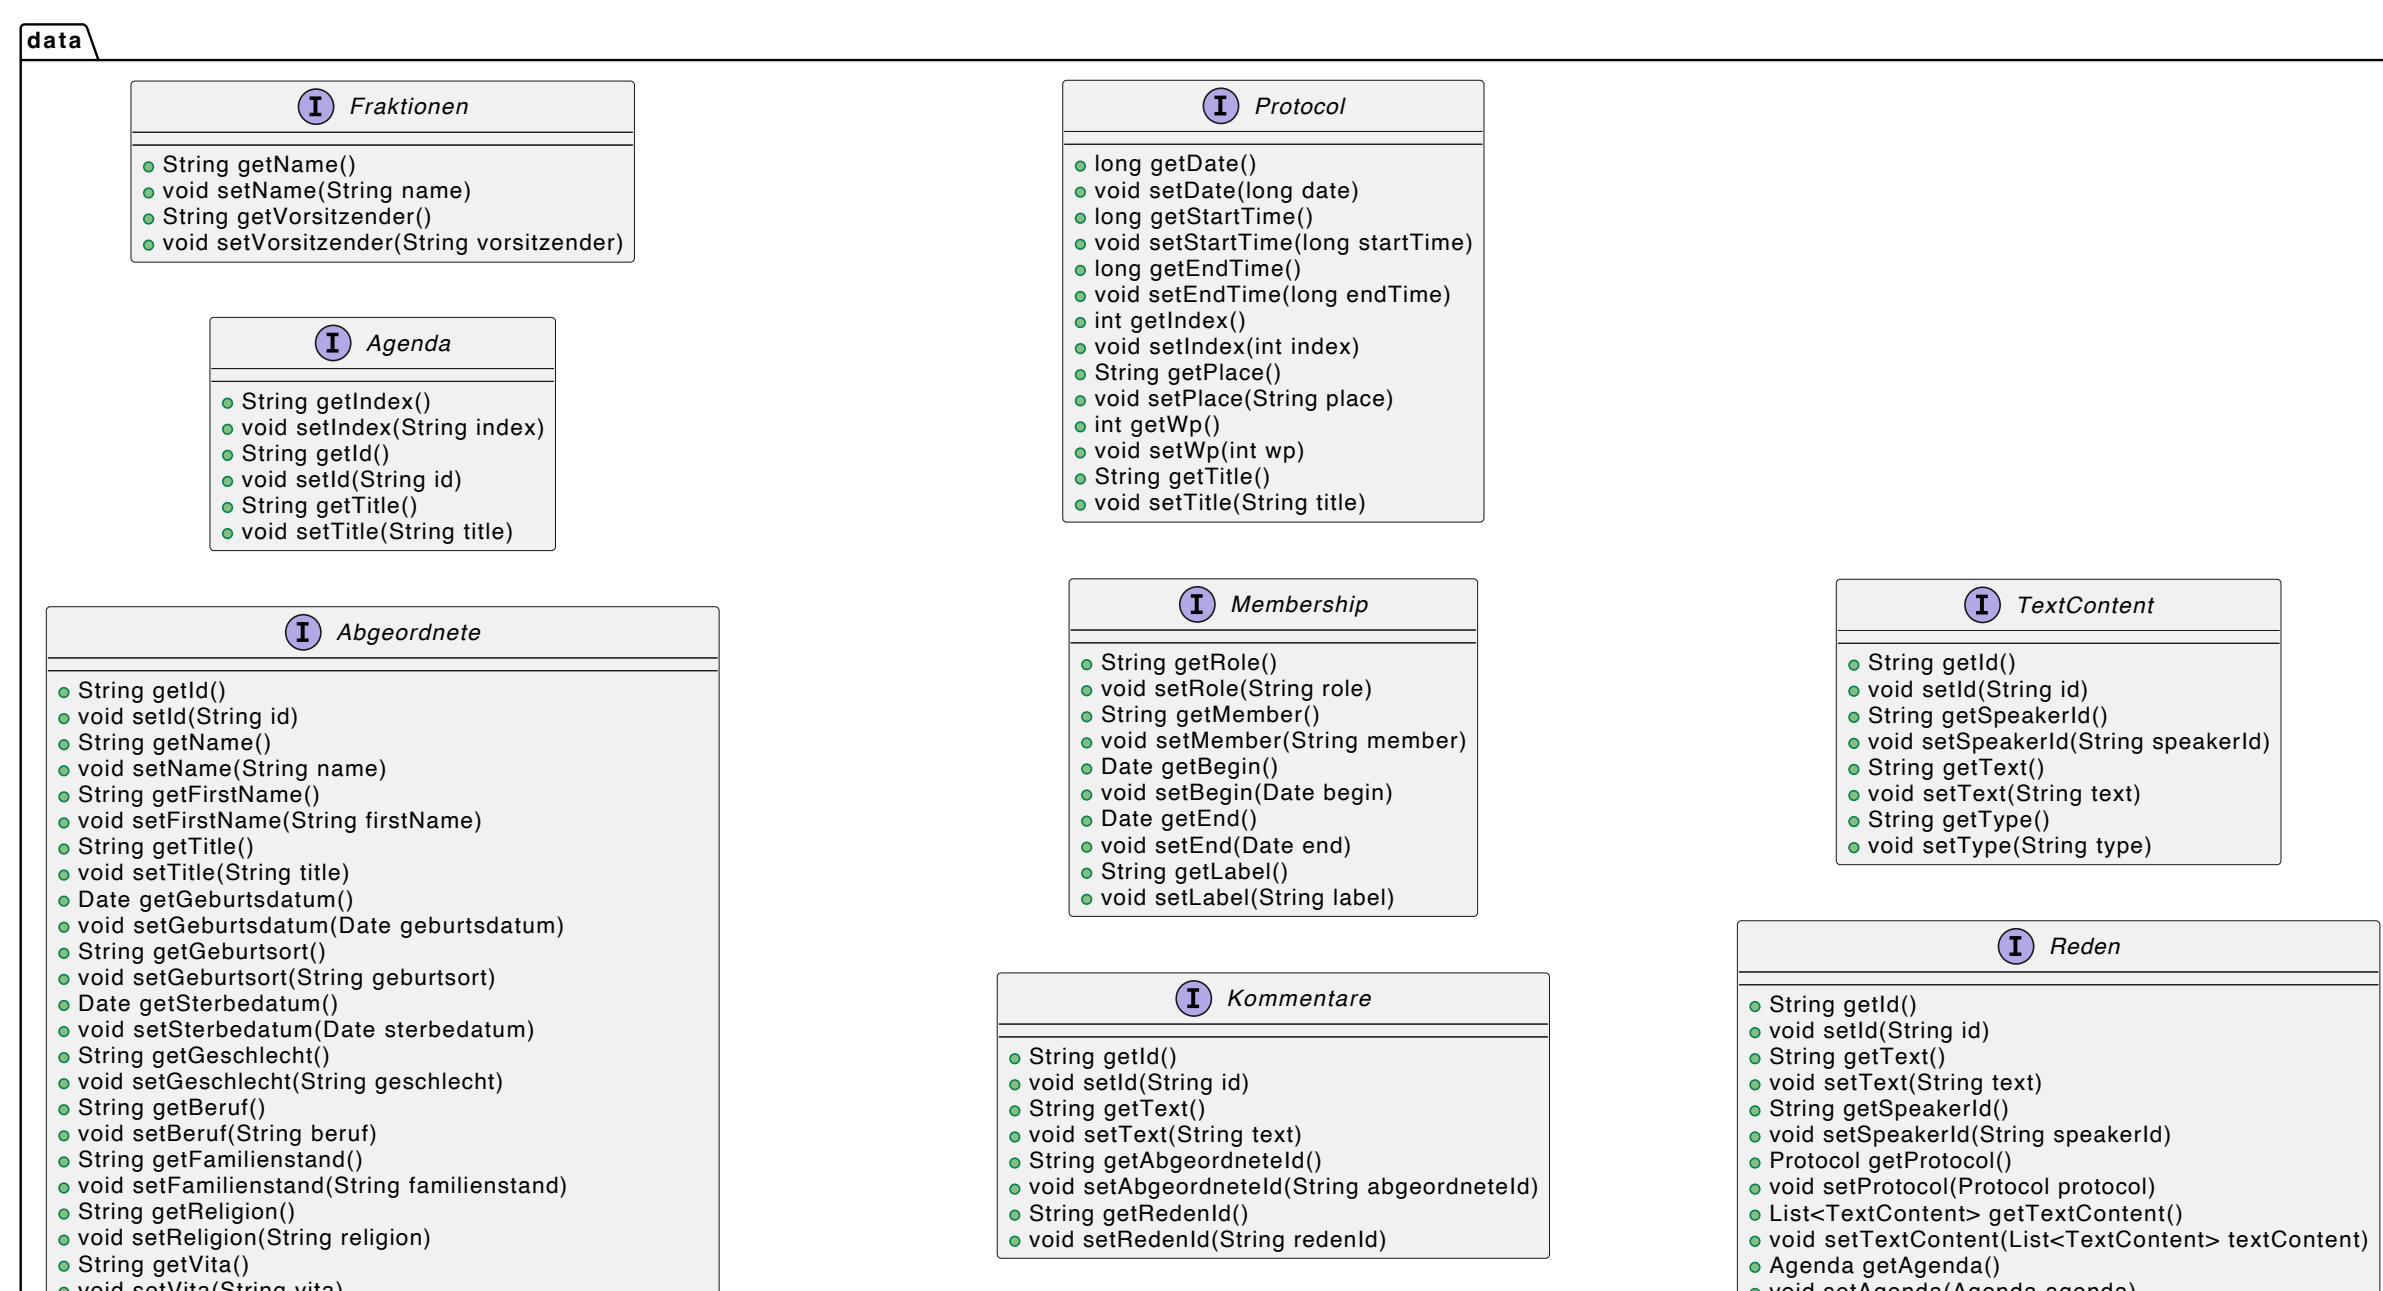 data
I Fraktionen
String getName()
void setName(String name)
String getVorsitzender()
void setVorsitzender(String vorsitzender)
I Agenda
String getIndex()
void setIndex(String index)
String getId()
void setId(String id)
String getTitle()
void setTitle(String title)
I Abgeordnete
String getId()
void setId(String id)
String getName()
void setName(String name)
String getFirstName()
void setFirstName(String firstName)
String getTitle()
void setTitle(String title)
Date getGeburtsdatum()
void setGeburtsdatum(Date geburtsdatum)
String getGeburtsort()
void setGeburtsort(String geburtsort)
Date getSterbedatum()
void setSterbedatum(Date sterbedatum)
String getGeschlecht()
void setGeschlecht(String geschlecht)
String getBeruf()
void setBeruf(String beruf)
String getFamilienstand()
void setFamilienstand(String familienstand)
String getReligion()
void setReligion(String religion)
String getVita()
void setVita(String vita)
I Protocol
long getDate()
void setDate(long date)
long getStartTime()
void setStartTime(long startTime)
long getEndTime()
void setEndTime(long endTime)
int getIndex()
void setIndex(int index)
String getPlace()
void setPlace(String place)
int getWp()
void setWp(int wp)
String getTitle()
void setTitle(String title)
I Membership
String getRole()
void setRole(String role)
String getMember()
void setMember(String member)
Date getBegin()
void setBegin(Date begin)
Date getEnd()
void setEnd(Date end)
String getLabel()
void setLabel(String label)
I Kommentare
String getId()
void setId(String id)
String getText()
void setText(String text)
String getAbgeordneteId()
void setAbgeordneteId(String abgeordneteId)
String getRedenId()
void setRedenId(String redenId)
I TextContent
String getId()
void setId(String id)
String getSpeakerId()
void setSpeakerId(String speakerId)
String getText()
void setText(String text)
String getType()
void setType(String type)
I Reden
String getId()
void setId(String id)
String getText()
void setText(String text)
String getSpeakerId()
void setSpeakerId(String speakerId)
Protocol getProtocol()
void setProtocol(Protocol protocol)
List<TextContent> getTextContent()
void setTextContent(List<TextContent> textContent)
Agenda getAgenda()
void setAgenda(Agenda agenda)